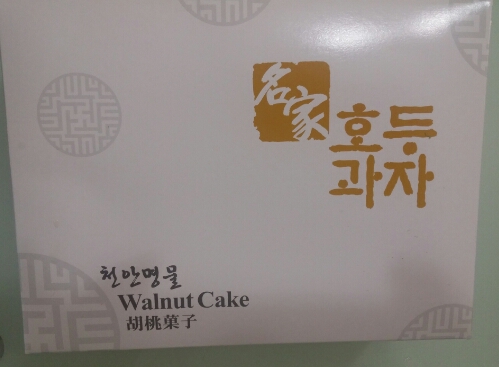 名家
호두
과자
천안명물
Walnut Cake
胡桃菓子